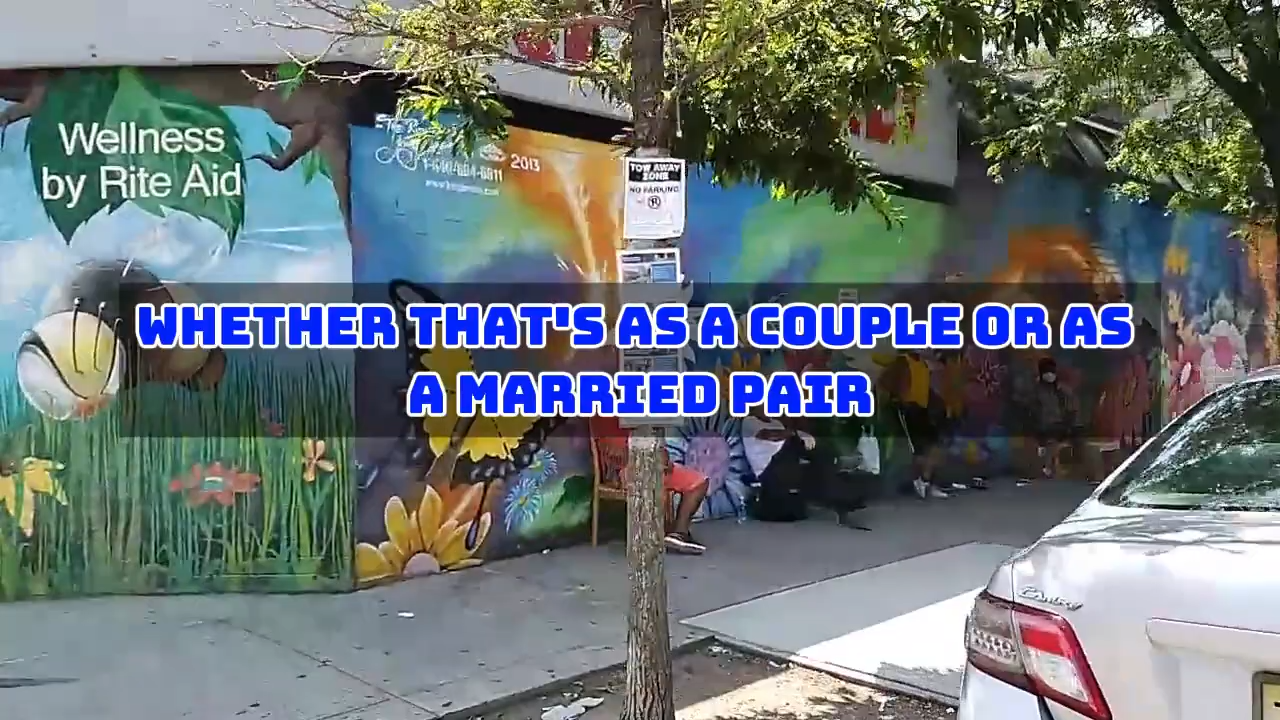 Wellness
by Rite Aid
2013
TOW AWAY
ZONE
NO PARKING
WHETHER THAT'S AS A COUPLE OR AS
A MARRIED PAIR
Camry